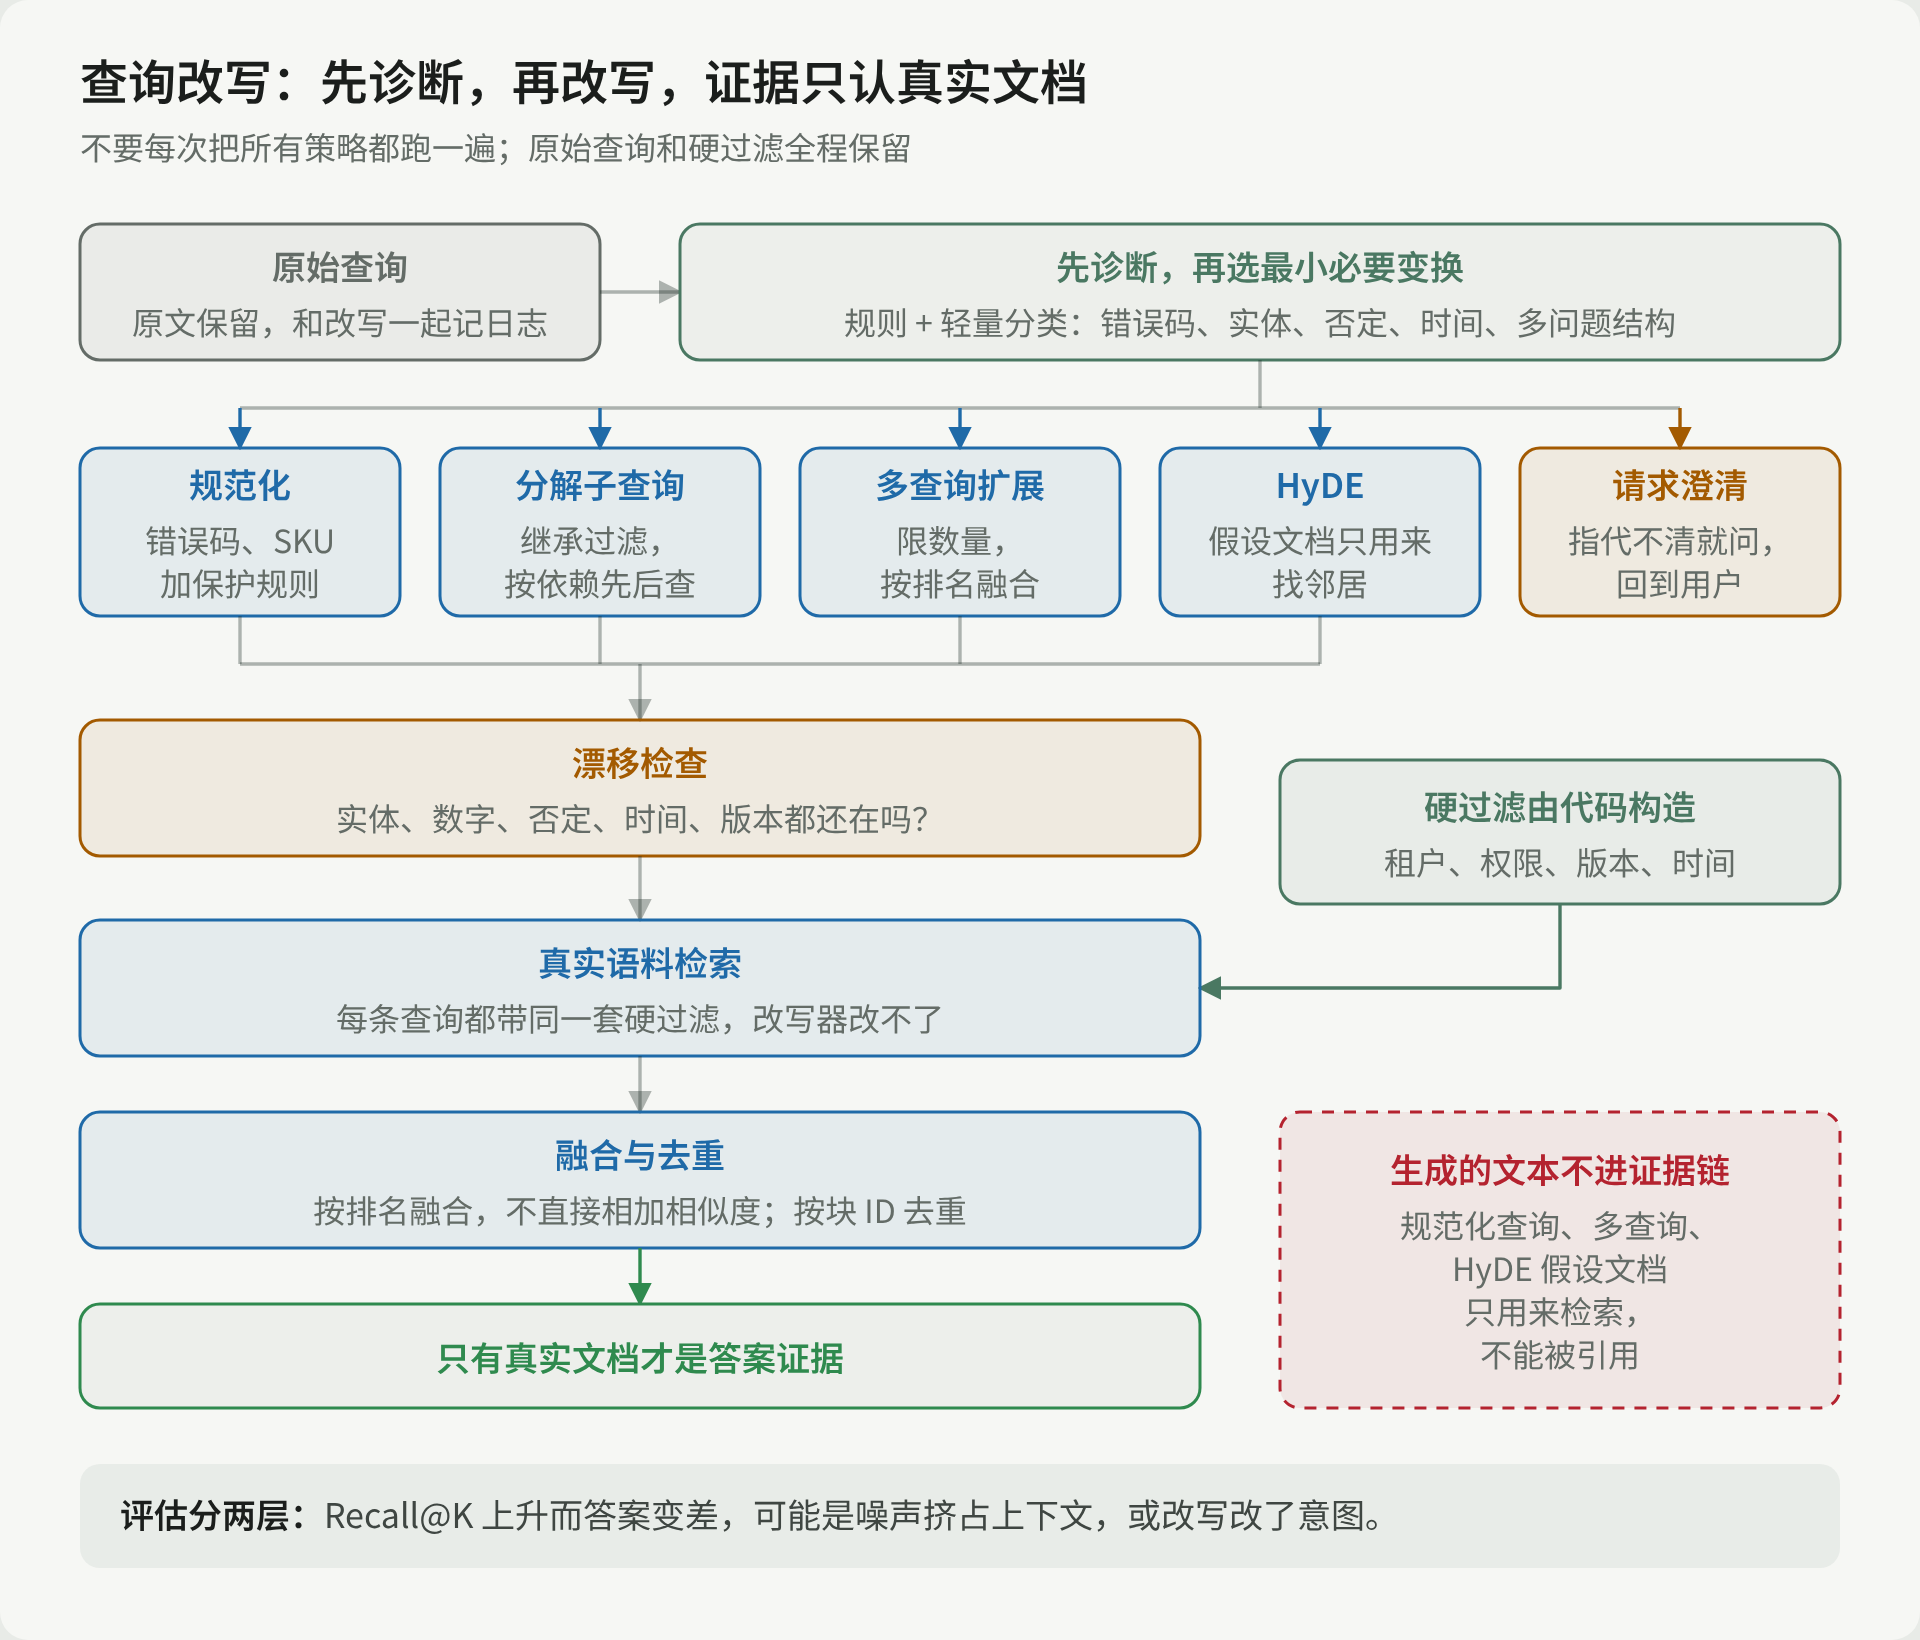 查询改写：先诊断，再改写，证据只认真实文档
不要每次把所有策略都跑一遍；原始查询和硬过滤全程保留
原始查询
原文保留，和改写一起记日志
先诊断，再选最小必要变换
规则 + 轻量分类：错误码、实体、否定、时间、多问题结构
规范化
错误码、SKU
加保护规则
分解子查询
继承过滤，
按依赖先后查
多查询扩展
限数量，
按排名融合
HyDE
假设文档只用来
找邻居
请求澄清
指代不清就问，
回到用户
漂移检查
实体、数字、否定、时间、版本都还在吗？
硬过滤由代码构造
租户、权限、版本、时间
真实语料检索
每条查询都带同一套硬过滤，改写器改不了
融合与去重
按排名融合，不直接相加相似度；按块 ID 去重
生成的文本不进证据链
规范化查询、多查询、
HyDE 假设文档
只用来检索，
不能被引用
只有真实文档才是答案证据
评估分两层：Recall@K 上升而答案变差，可能是噪声挤占上下文，或改写改了意图。